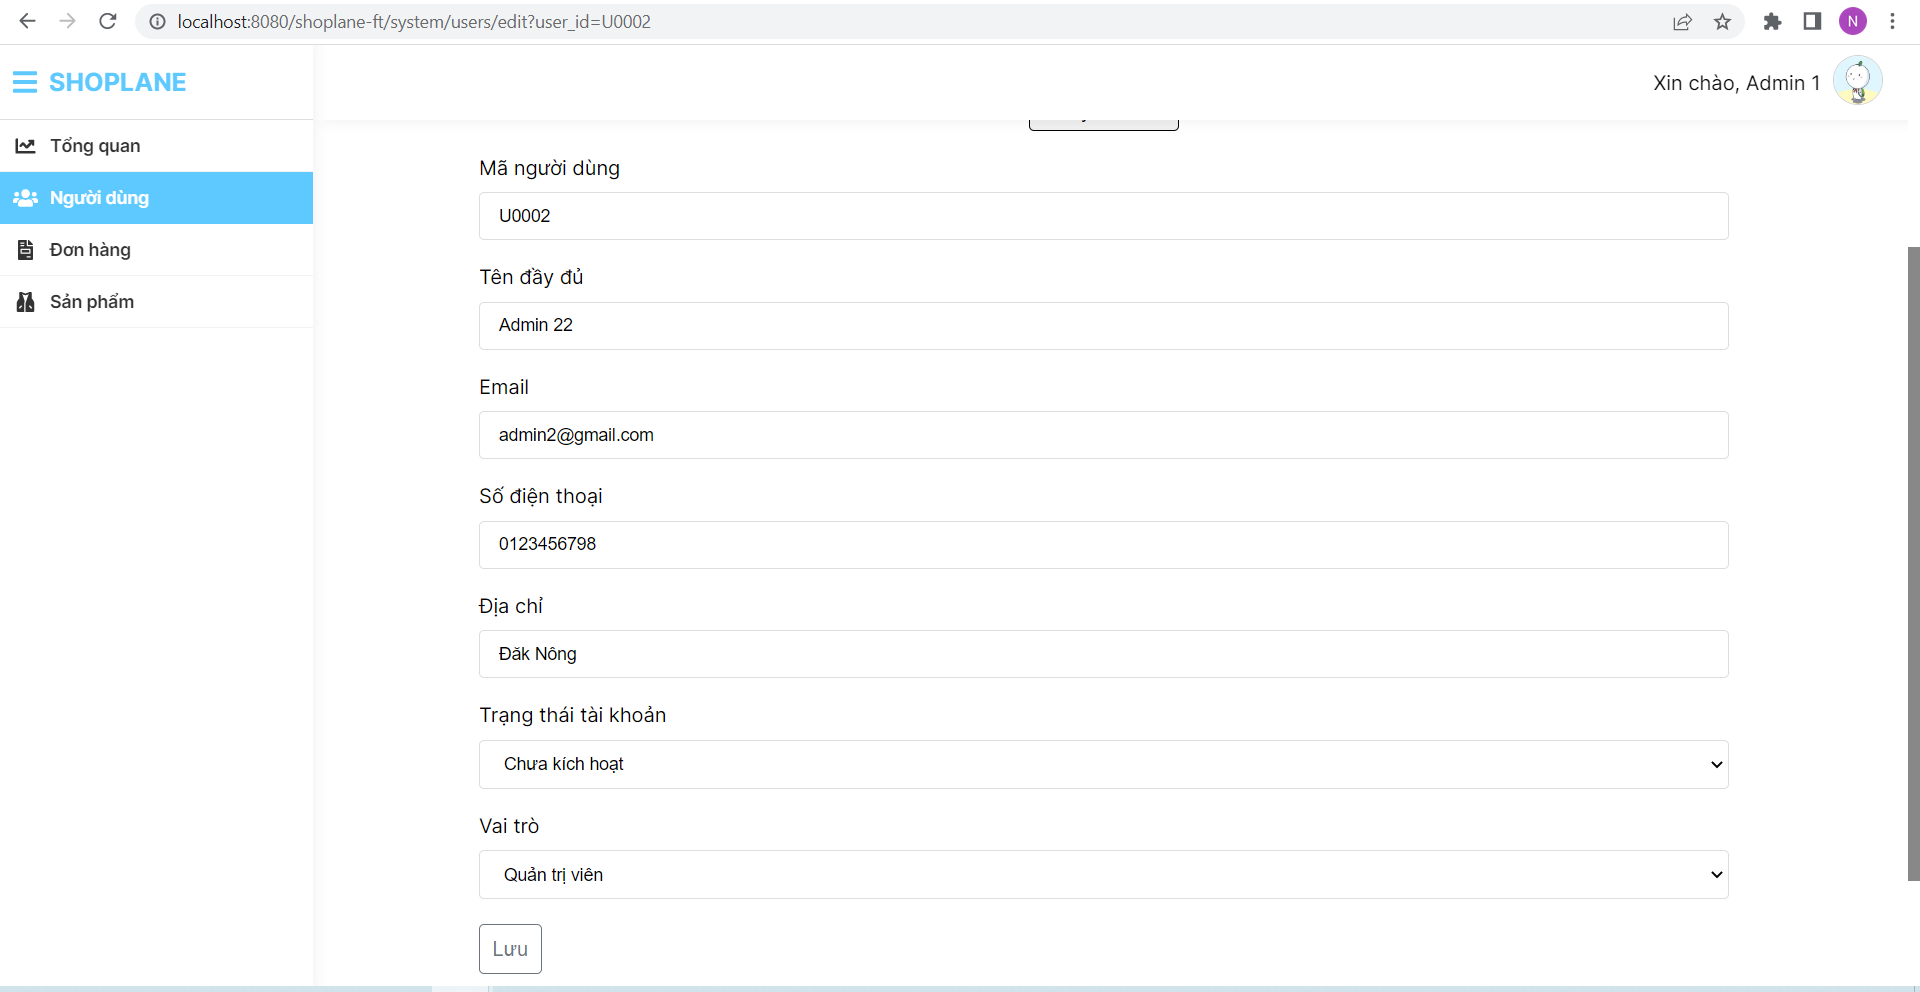 localhost:8080/shoplane-ft/system/users/edit?user_id=U0002
N
SHOPLANE
Xin chào, Admin 1
Tổng quan
Người dùng
Đơn hàng
Sản phẩm
Mã người dùng
U0002
Tên đầy đủ
Admin 22
Email
admin2@gmail.com
Số điện thoại
0123456798
Địa chỉ
Đăk Nông
Trạng thái tài khoản
Chưa kích hoạt
Vai trò
Quản trị viên
Lưu